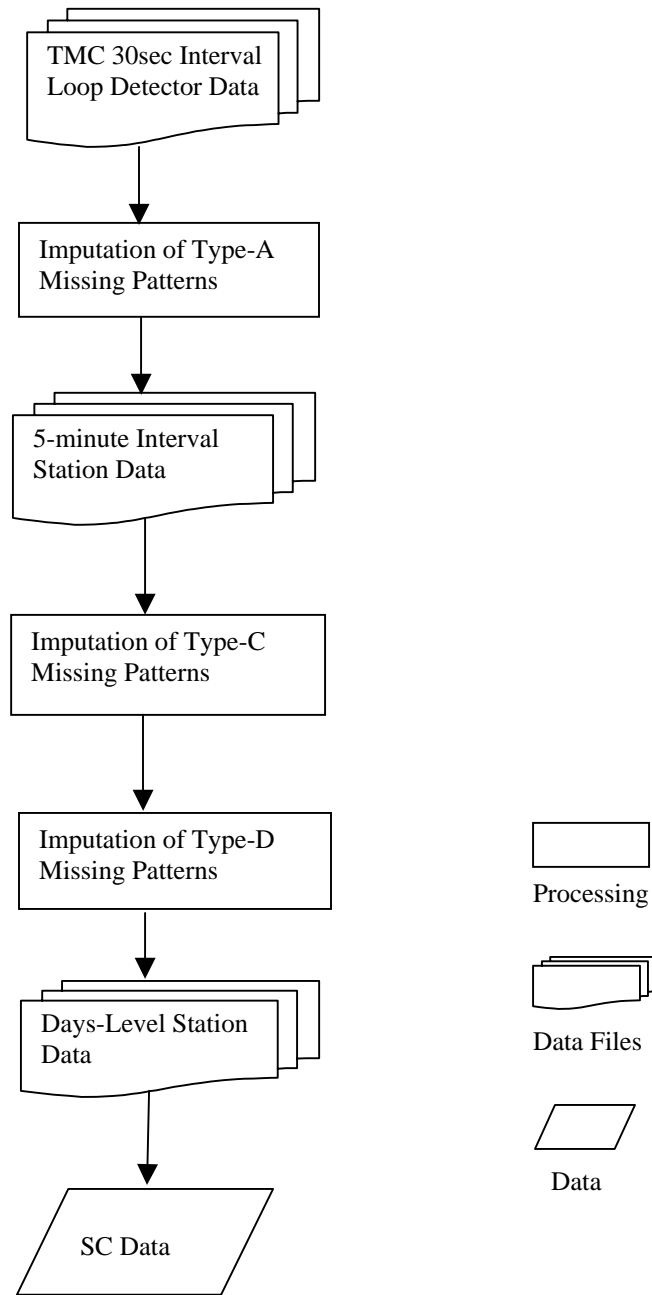 TMC 30sec Interval
Loop Detector Data
Imputation of Type-A
Missing Patterns
5-minute Interval
Station Data
Imputation of Type-C
Missing Patterns
Imputation of Type-D
Missing Patterns
Days-Level Station
Data
SC Data
Processing
Data Files
Data